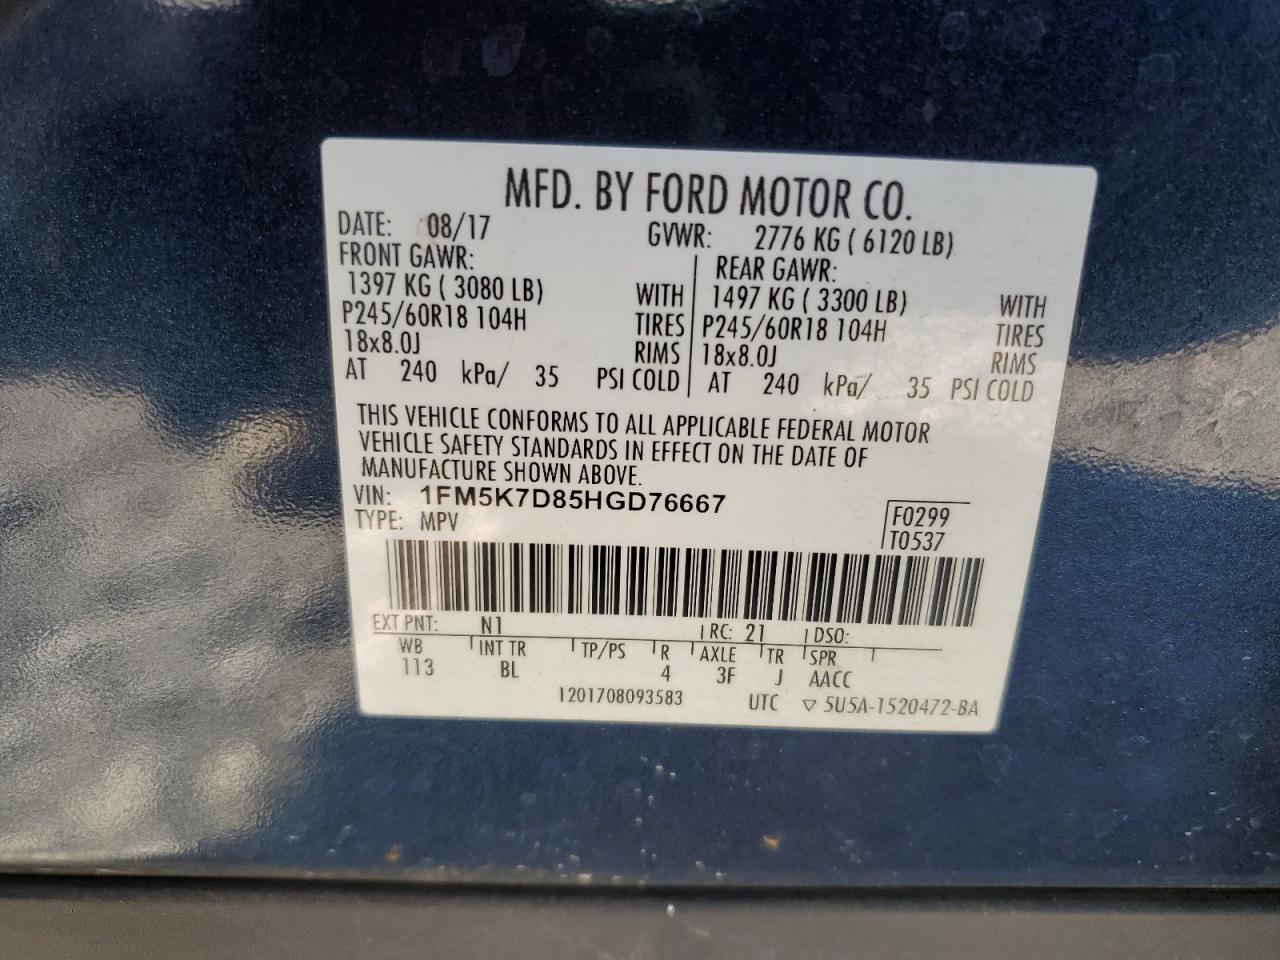 MFD. BY FORD MOTOR CO.
DATE: 08/17 GVWR: 2776 KG ( 6120 LB)
FRONT GAWR: REAR GAWR:
1397 KG ( 3080 LB) WITH 1497 KG ( 3300 LB) WITH
P245/60R18 104H TIRES P245/60R18 104H TIRES
18x8.0J RIMS 18x8.0J RIMS
AT 240 kPa/ 35 PSI COLD AT 240 kPa/ 35 PSI COLD
THIS VEHICLE CONFORMS TO ALL APPLICABLE FEDERAL MOTOR
VEHICLE SAFETY STANDARDS IN EFFECT ON THE DATE OF
MANUFACTURE SHOWN ABOVE.
VIN: 1FM5K7D85HGD76667 F0299
TYPE: MPV T0537
EXT PNT: N1 RC: 21 DSO:
WB INT TR TP/PS R AXLE TR SPR
113 BL 4 3F J AACC
1201708093583 UTC ▽ 5U5A-1520472-BA